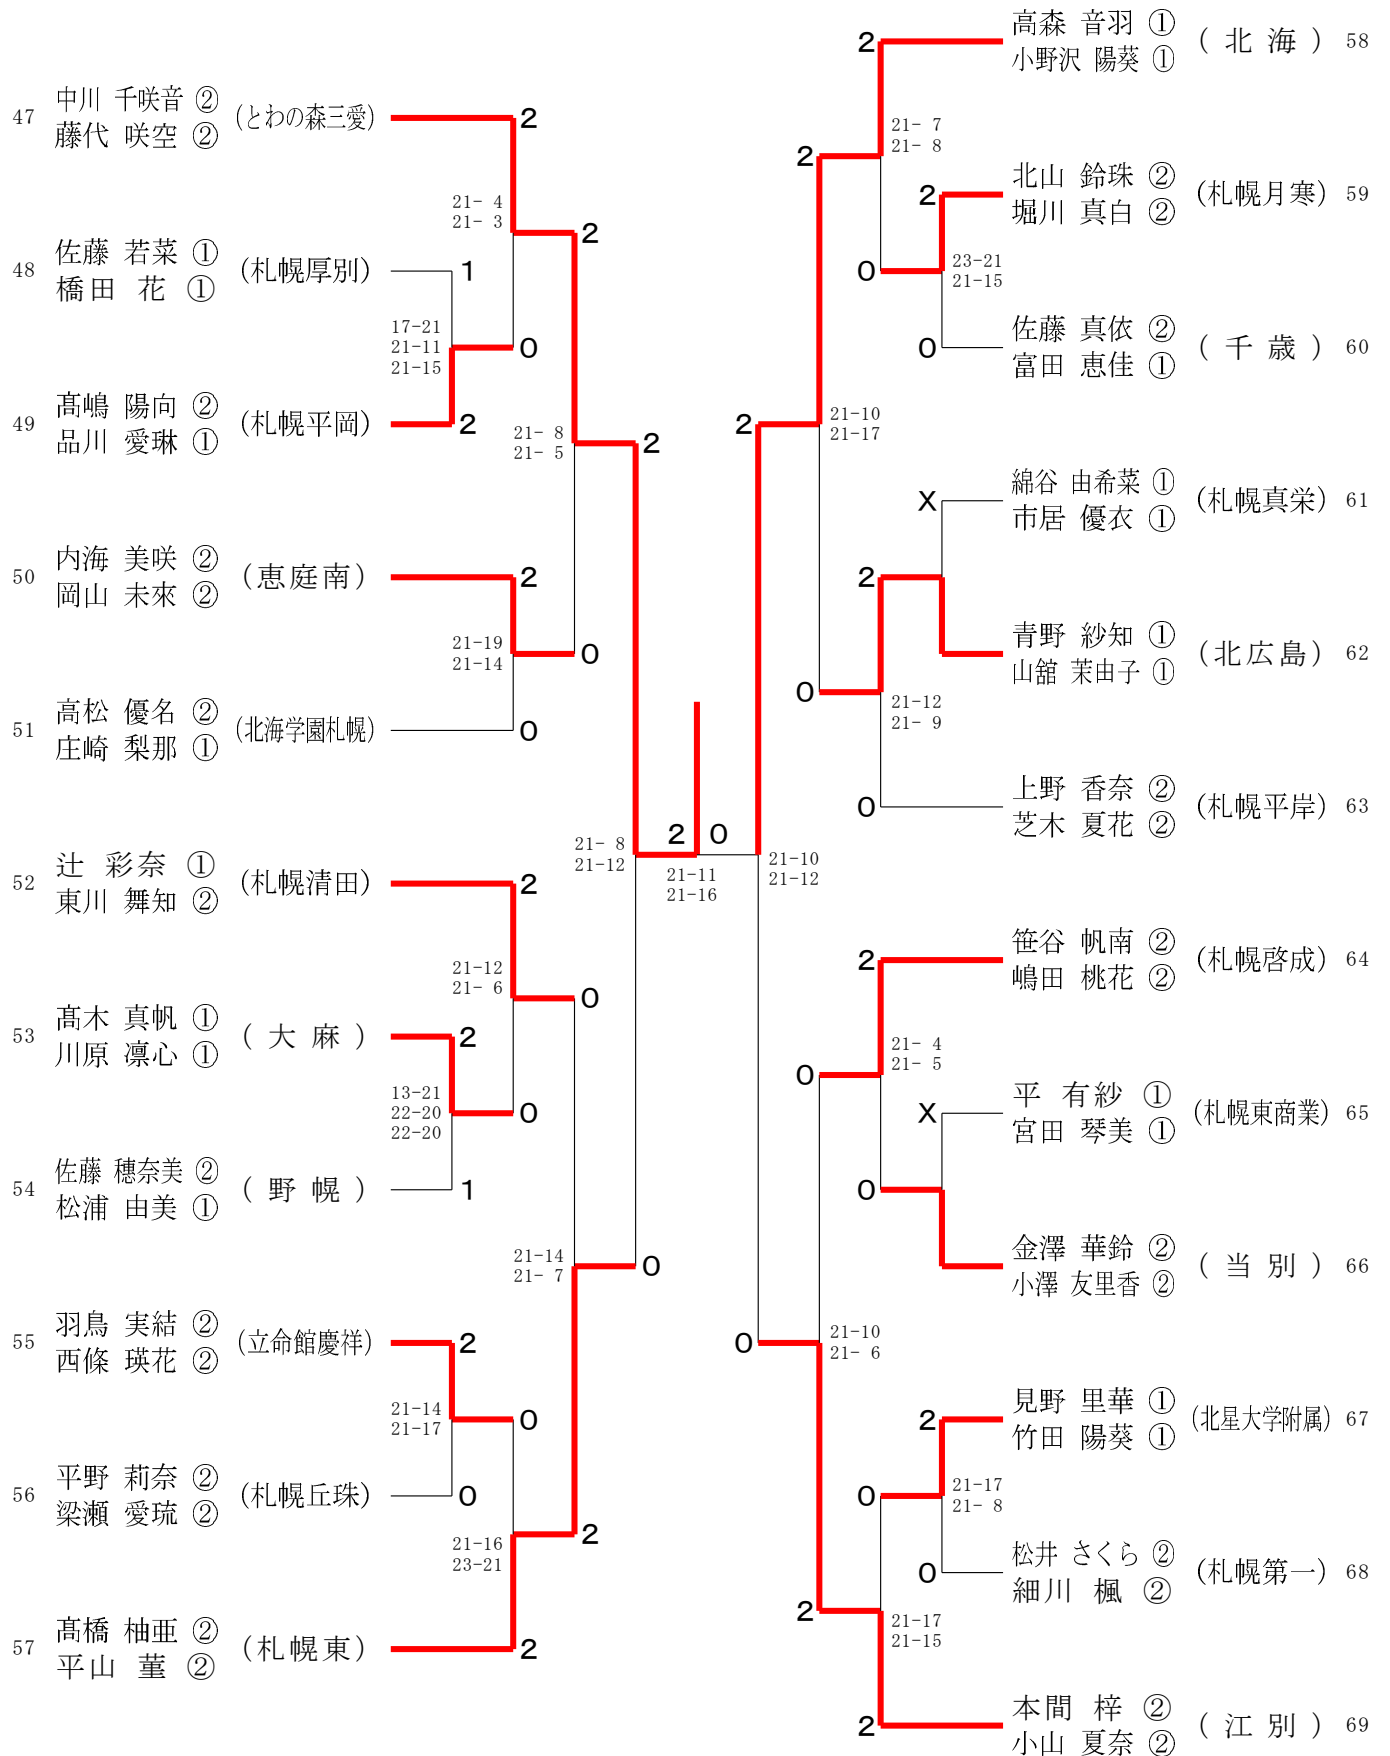 47 中川 千咲音 ② (とわの森三愛) 2
藤代 咲空 ②
21- 4
21- 3
2
48 佐藤 若菜 ① (札幌厚別) 1
橋田 花 ①
17-21
21-11
21-15
0
49 髙嶋 陽向 ② (札幌平岡) 2
品川 愛琳 ①
21- 8
21- 5
2
50 内海 美咲 ② (恵庭南) 2
岡山 未來 ②
21-19
21-14
0
51 高松 優名 ② (北海学園札幌) 0
庄崎 梨那 ①
21- 8
21-12
2 0
21-11
21-16
52 辻 彩奈 ① (札幌清田) 2
東川 舞知 ②
21-12
21- 6
0
53 髙木 真帆 ① (大麻) 2
川原 凛心 ①
13-21
22-20
22-20
0
54 佐藤 穂奈美 ② (野幌) 1
松浦 由美 ①
21-14
21- 7
0
55 羽鳥 実結 ② (立命館慶祥) 2
西條 瑛花 ②
21-14
21-17
0
56 平野 莉奈 ② (札幌丘珠) 0
梁瀬 愛琉 ②
21-16
23-21
2
57 髙橋 柚亜 ② (札幌東) 2
平山 菫 ②
2 高森 音羽 ① (北海) 58
小野沢 陽葵 ①
21- 7
21- 8
2
2 北山 鈴珠 ② (札幌月寒) 59
堀川 真白 ②
0
23-21
21-15
0 佐藤 真依 ② (千歳) 60
富田 恵佳 ①
2
21-10
21-17
X 綿谷 由希菜 ① (札幌真栄) 61
市居 優衣 ①
2
青野 紗知 ① (北広島) 62
山舘 茉由子 ①
0
21-12
21- 9
0 上野 香奈 ② (札幌平岸) 63
芝木 夏花 ②
21-10
21-12
2 笹谷 帆南 ② (札幌啓成) 64
嶋田 桃花 ②
21- 4
21- 5
0
X 平 有紗 ① (札幌東商業) 65
宮田 琴美 ①
0
金澤 華鈴 ② (当別) 66
小澤 友里香 ②
0
21-10
21- 6
2 見野 里華 ① (北星大学附属) 67
竹田 陽葵 ①
0
21-17
21- 8
0 松井 さくら ② (札幌第一) 68
細川 楓 ②
2
21-17
21-15
2 本間 梓 ② (江別) 69
小山 夏奈 ②